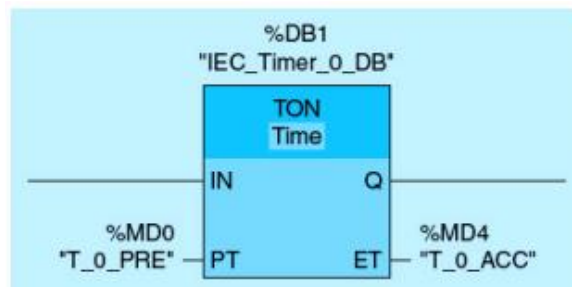 %DB1
"IEC_Timer_0_DB"
TON
Time
IN Q
%MD0 %MD4
"T_0_PRE" PT ET "T_0_ACC"